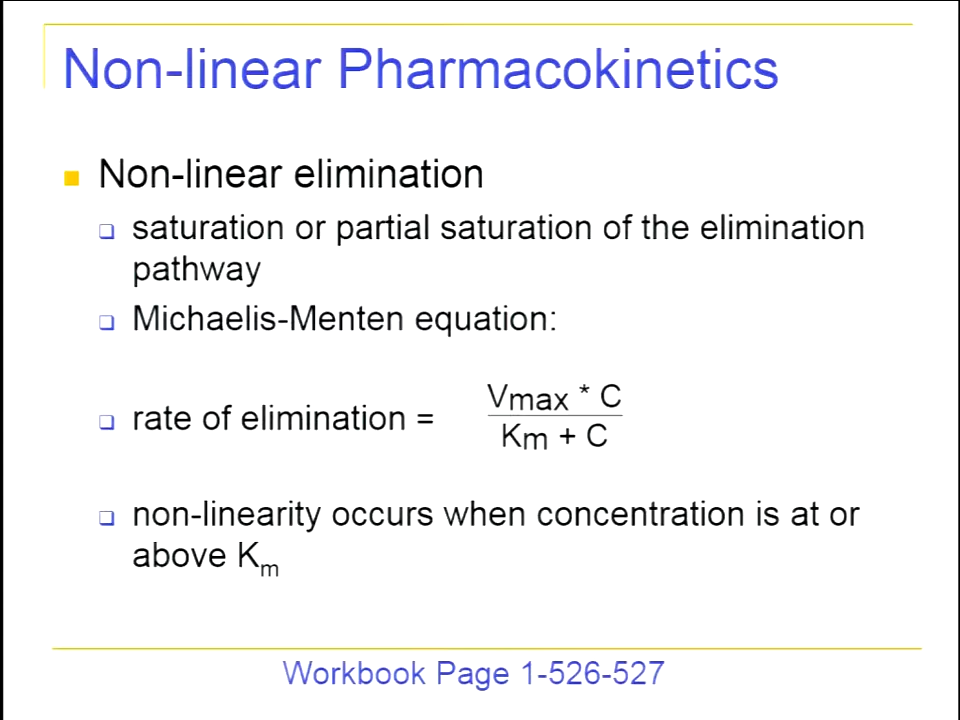 Non-linear Pharmacokinetics
Non-linear elimination
saturation or partial saturation of the elimination
pathway
Michaelis-Menten equation:
rate of elimination =
Vmax * C
Km + C
non-linearity occurs when concentration is at or
above Km
Workbook Page 1-526-527